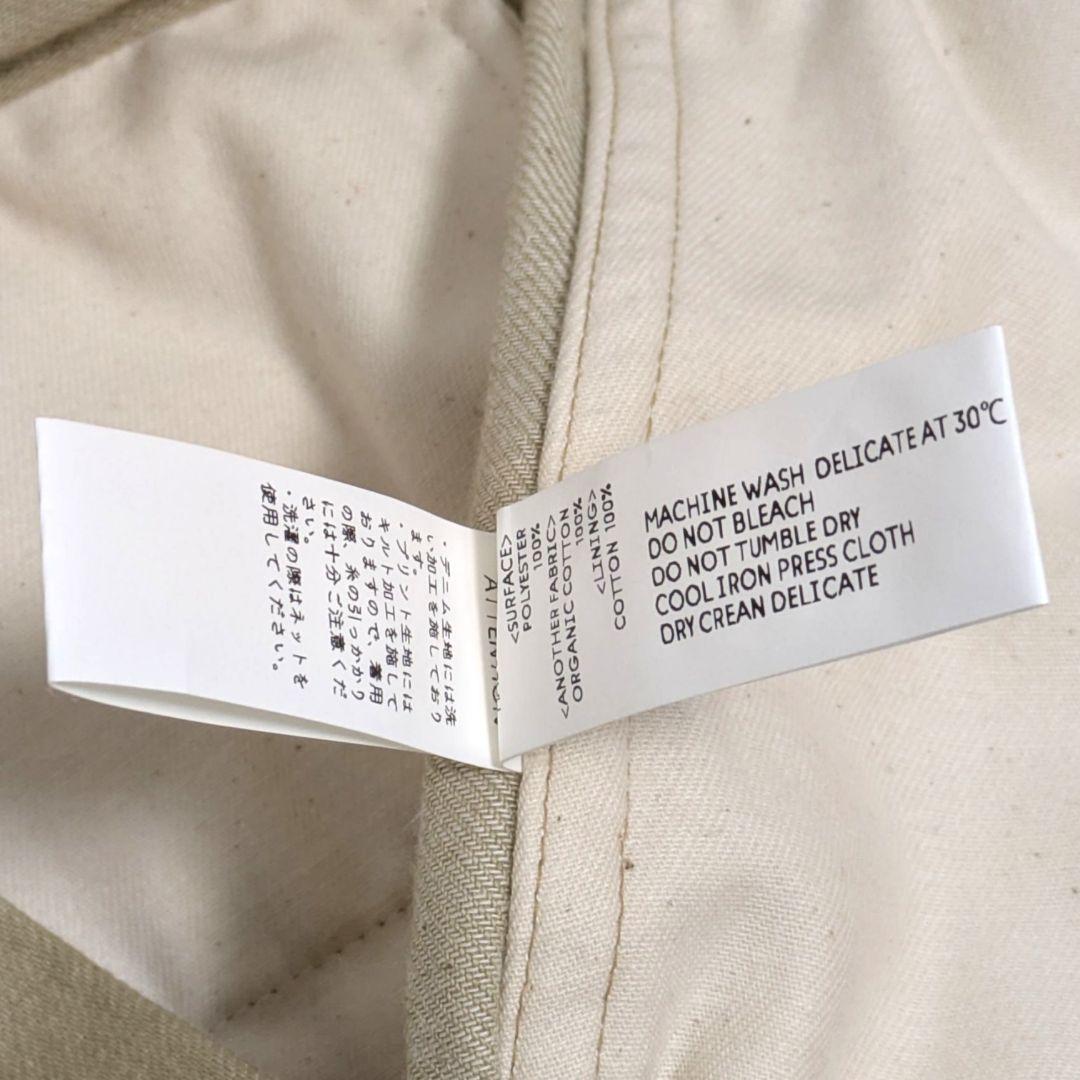 ・デニム生地には洗
い加工を施しており
ます。
・プリント生地には
キルト加工を施して
おりますので、着用
の際、糸の引っかかり
には十分ご注意くだ
さい。
・洗濯の際はネットを
使用してください。
<SURFACE>
POLYESTER
100%
<ANOTHER FABRIC>
ORGANIC COTTON
100%
<LINING>
COTTON 100%
MACHINE WASH DELICATE AT 30℃
DO NOT BLEACH
DO NOT TUMBLE DRY
COOL IRON PRESS CLOTH
DRY CREAN DELICATE